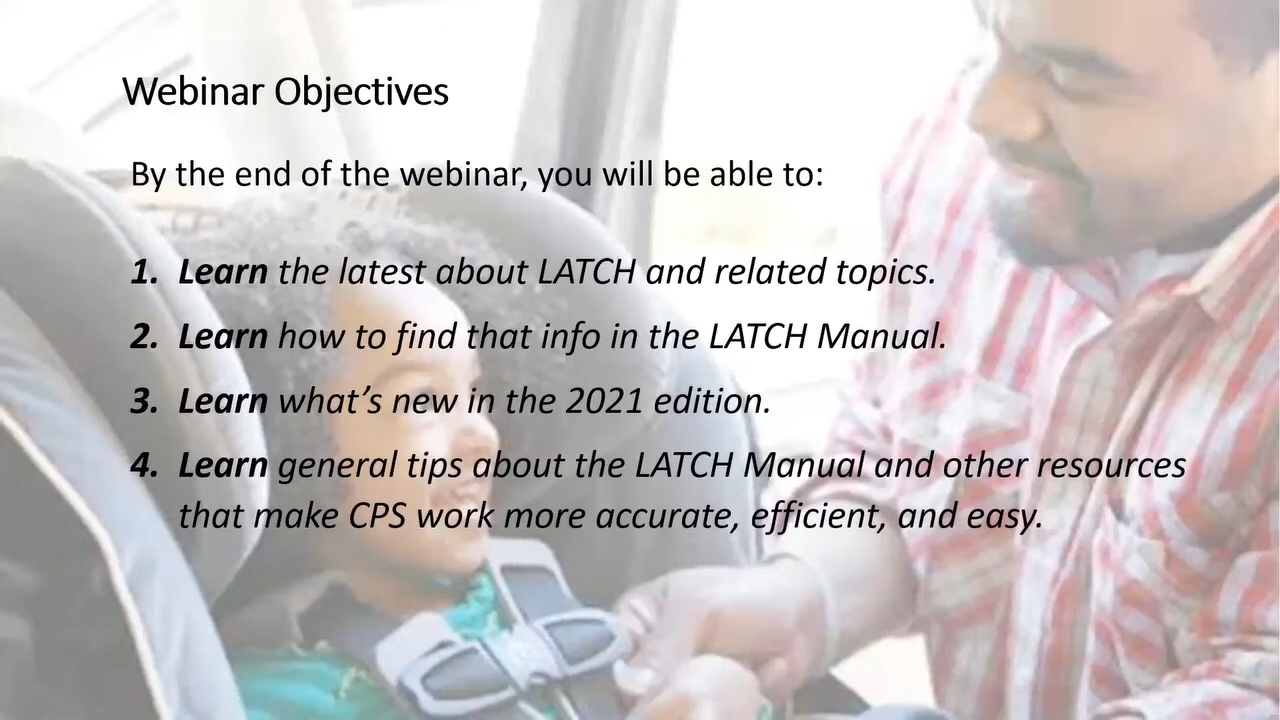 Webinar Objectives
By the end of the webinar, you will be able to:
1. Learn the latest about LATCH and related topics.
2. Learn how to find that info in the LATCH Manual.
3. Learn what’s new in the 2021 edition.
4. Learn general tips about the LATCH Manual and other resources
that make CPS work more accurate, efficient, and easy.